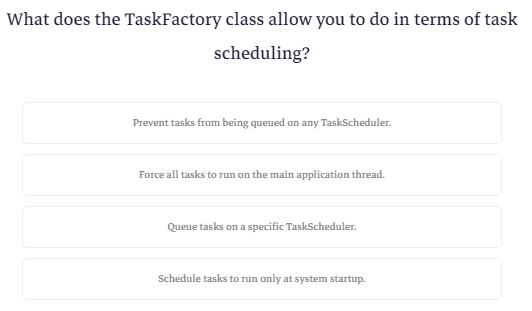 What does the TaskFactory class allow you to do in terms of task
scheduling?
Prevent tasks from being queued on any TaskScheduler.
Force all tasks to run on the main application thread.
Queue tasks on a specific TaskScheduler.
Schedule tasks to run only at system startup.